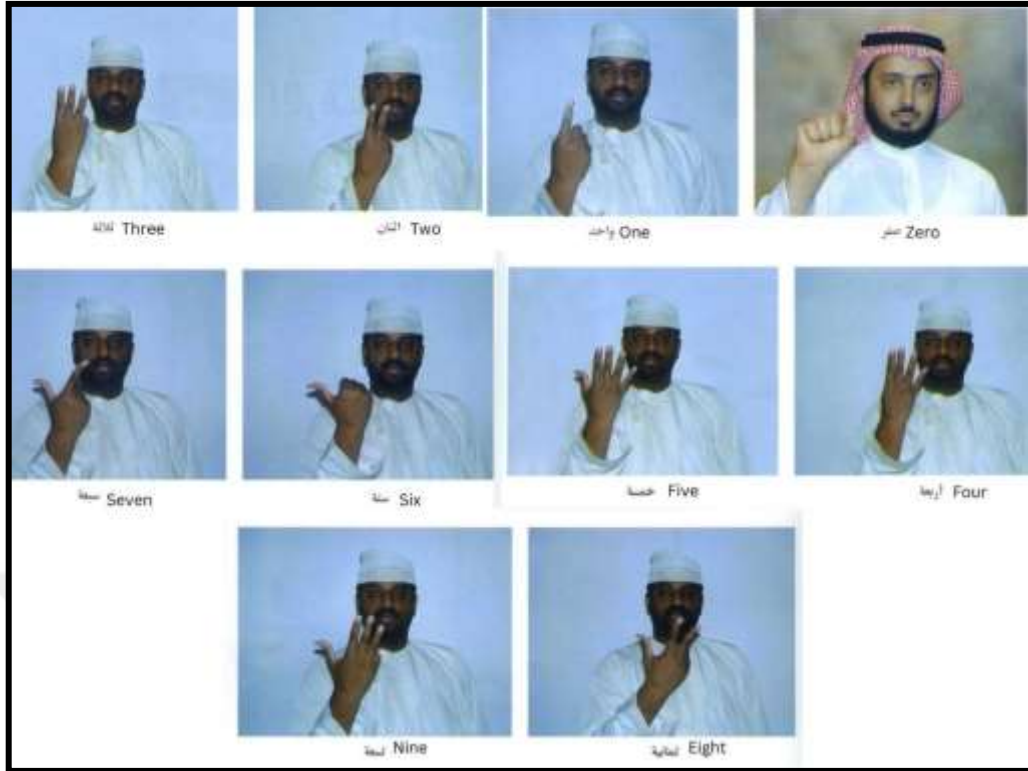 صفر Zero
واحد One
اثنان Two
ثلاثة Three
أربعة Four
خمسة Five
ستة Six
سبعة Seven
ثمانية Eight
تسعة Nine